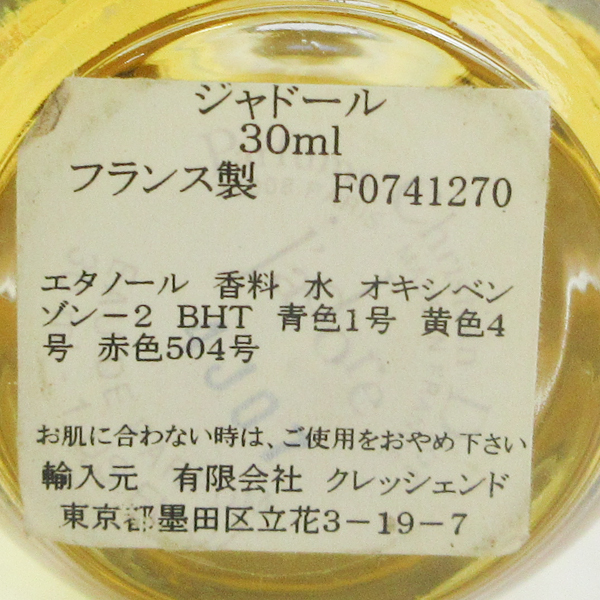 ジャドール
30ml
フランス製 F0741270
エタノール 香料 水 オキシベン
ゾン－2 BHT 青色1号 黄色4
号 赤色504号
お肌に合わない時は、ご使用をおやめ下さい
輸入元 有限会社 クレッシェンド
東京都墨田区立花3－19－7